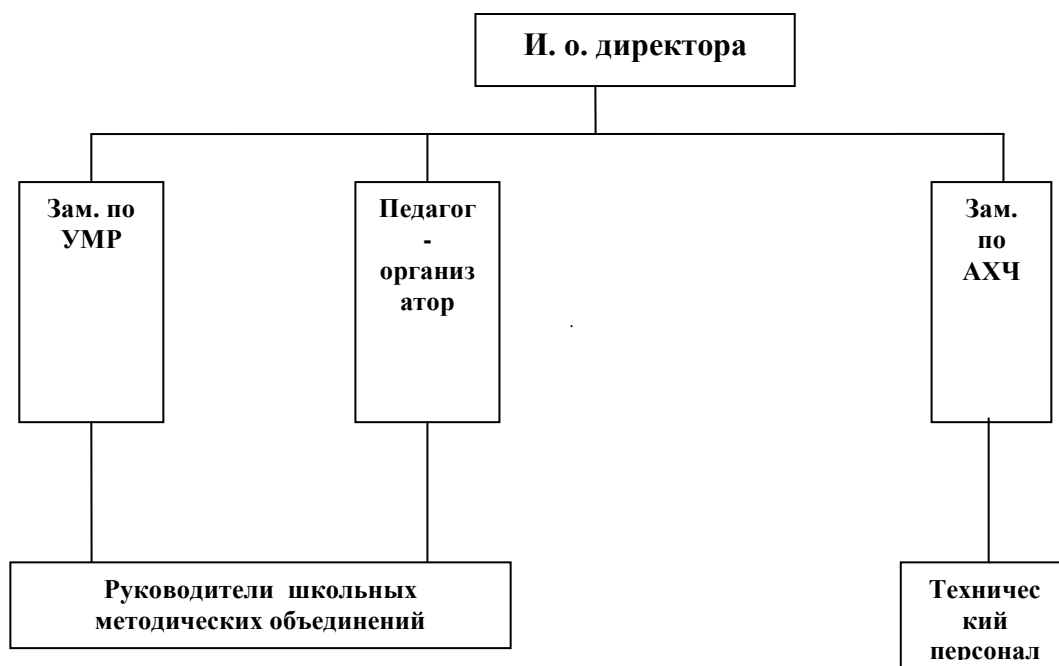 И. о. директора
Зам. по
УМР
Педагог
-
организ
атор
Зам.
по
АХЧ
Руководители школьных
методических объединений
Техничес
кий
персонал